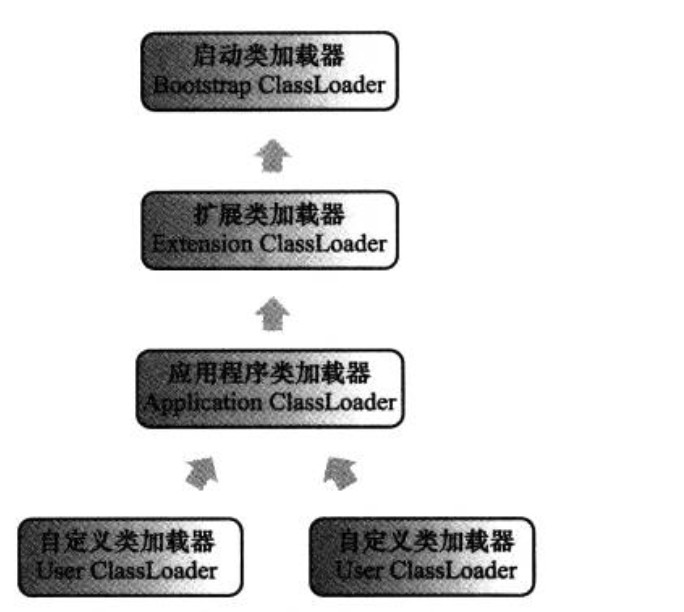 启动类加载器
Bootstrap ClassLoader
扩展类加载器
Extension ClassLoader
应用程序类加载器
Application ClassLoader
自定义类加载器
User ClassLoader
自定义类加载器
User ClassLoader